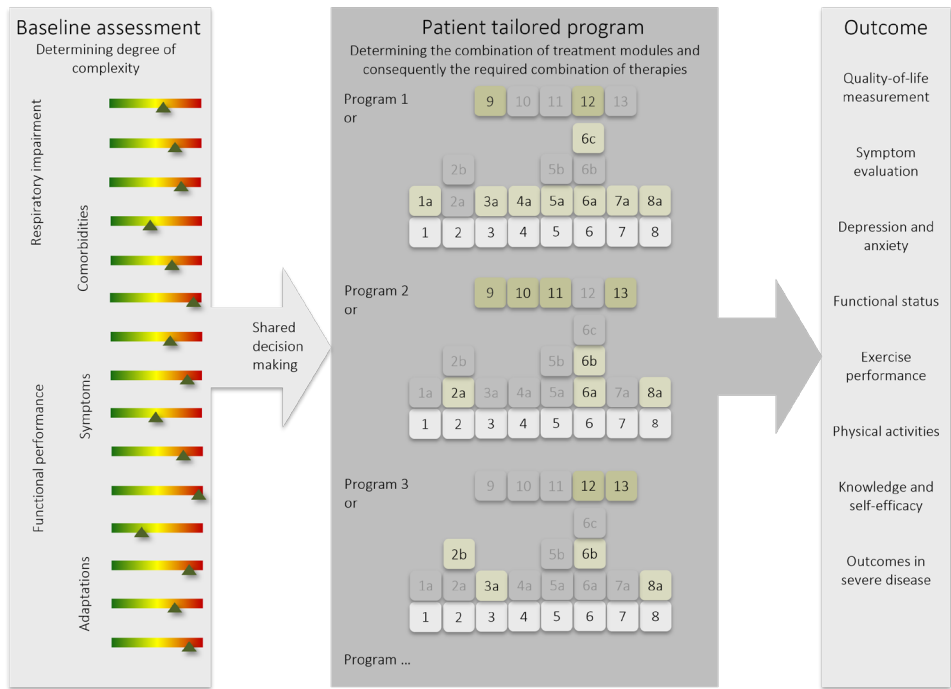 Baseline assessment
Determining degree of
complexity
Respiratory impairment
Comorbidities
Symptoms
Functional performance
Adaptations
Shared
decision
making
Patient tailored program
Determining the combination of treatment modules and
consequently the required combination of therapies
Program 1
or
9 10 11 12 13
6c
2b 5b 6b
1a 2a 3a 4a 5a 6a 7a 8a
1 2 3 4 5 6 7 8
Program 2
or
9 10 11 12 13
6c
2b 5b 6b
1a 2a 3a 4a 5a 6a 7a 8a
1 2 3 4 5 6 7 8
Program 3
or
9 10 11 12 13
6c
2b 5b 6b
1a 2a 3a 4a 5a 6a 7a 8a
1 2 3 4 5 6 7 8
Program ...
Outcome
Quality-of-life
measurement
Symptom
evaluation
Depression and
anxiety
Functional status
Exercise
performance
Physical activities
Knowledge and
self-efficacy
Outcomes in
severe disease